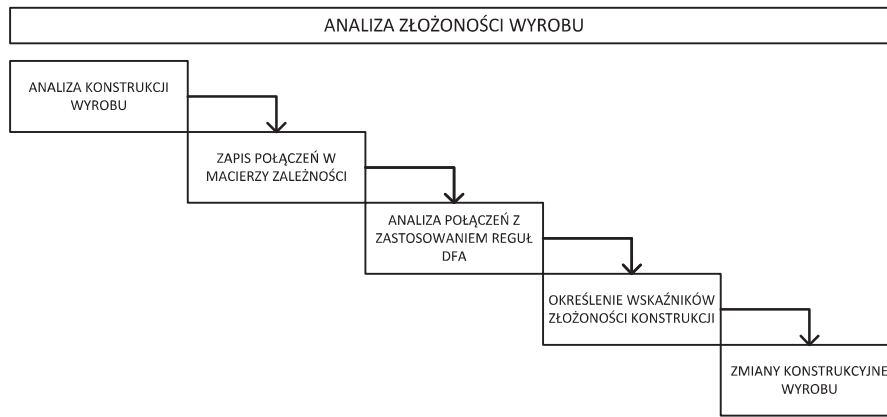 ANALIZA ZŁOŻONOŚCI WYROBU
ANALIZA KONSTRUKCJI
WYROBU
ZAPIS POŁĄCZEŃ W
MACIERZY ZALEŻNOŚCI
ANALIZA POŁĄCZEŃ Z
ZASTOSOWANIEM REGUŁ
DFA
OKREŚLENIE WSKAŹNIKÓW
ZŁOŻONOŚCI KONSTRUKCJI
ZMIANY KONSTRUKCYJNE
WYROBU